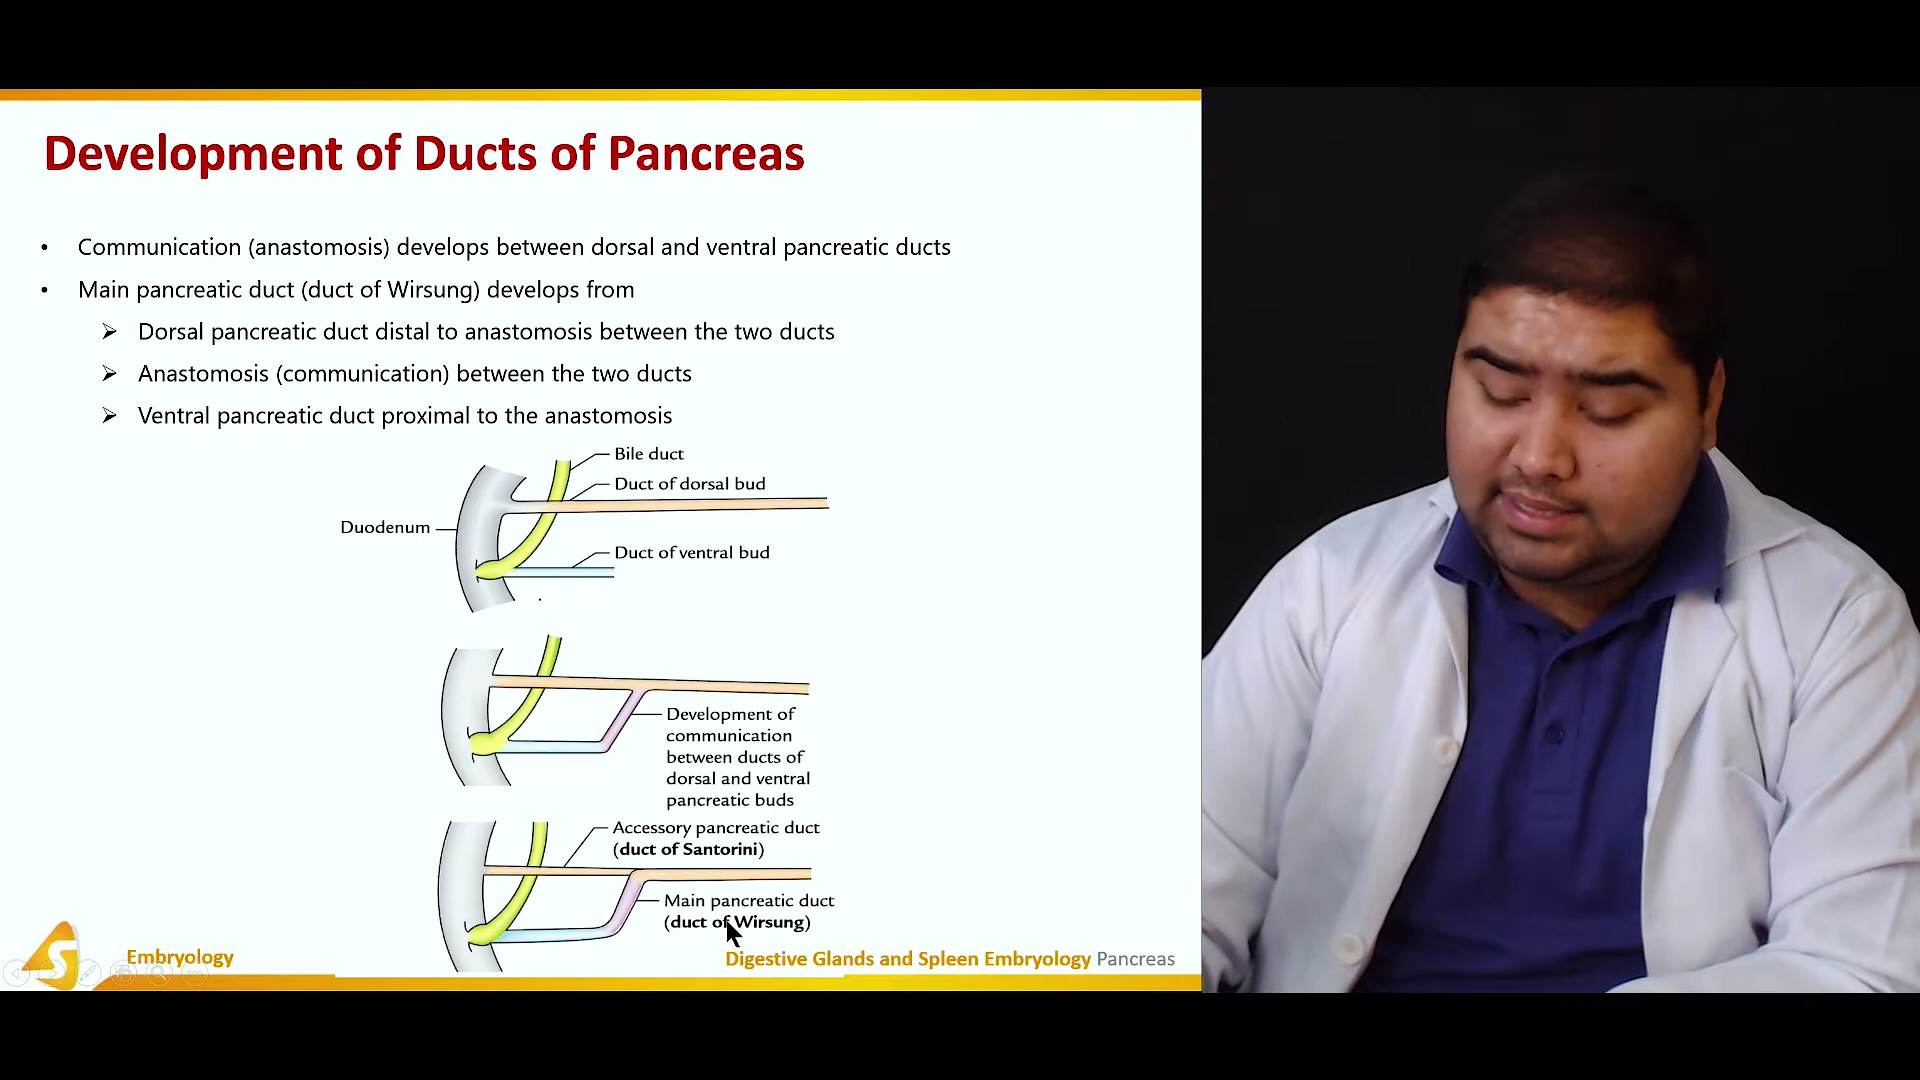 Development of Ducts of Pancreas
• Communication (anastomosis) develops between dorsal and ventral pancreatic ducts
• Main pancreatic duct (duct of Wirsung) develops from
➢ Dorsal pancreatic duct distal to anastomosis between the two ducts
➢ Anastomosis (communication) between the two ducts
➢ Ventral pancreatic duct proximal to the anastomosis
Bile duct
Duct of dorsal bud
Duodenum
Duct of ventral bud
Development of
communication
between ducts of
dorsal and ventral
pancreatic buds
Accessory pancreatic duct
(duct of Santorini)
Main pancreatic duct
(duct of Wirsung)
S
Embryology
Digestive Glands and Spleen Embryology Pancreas